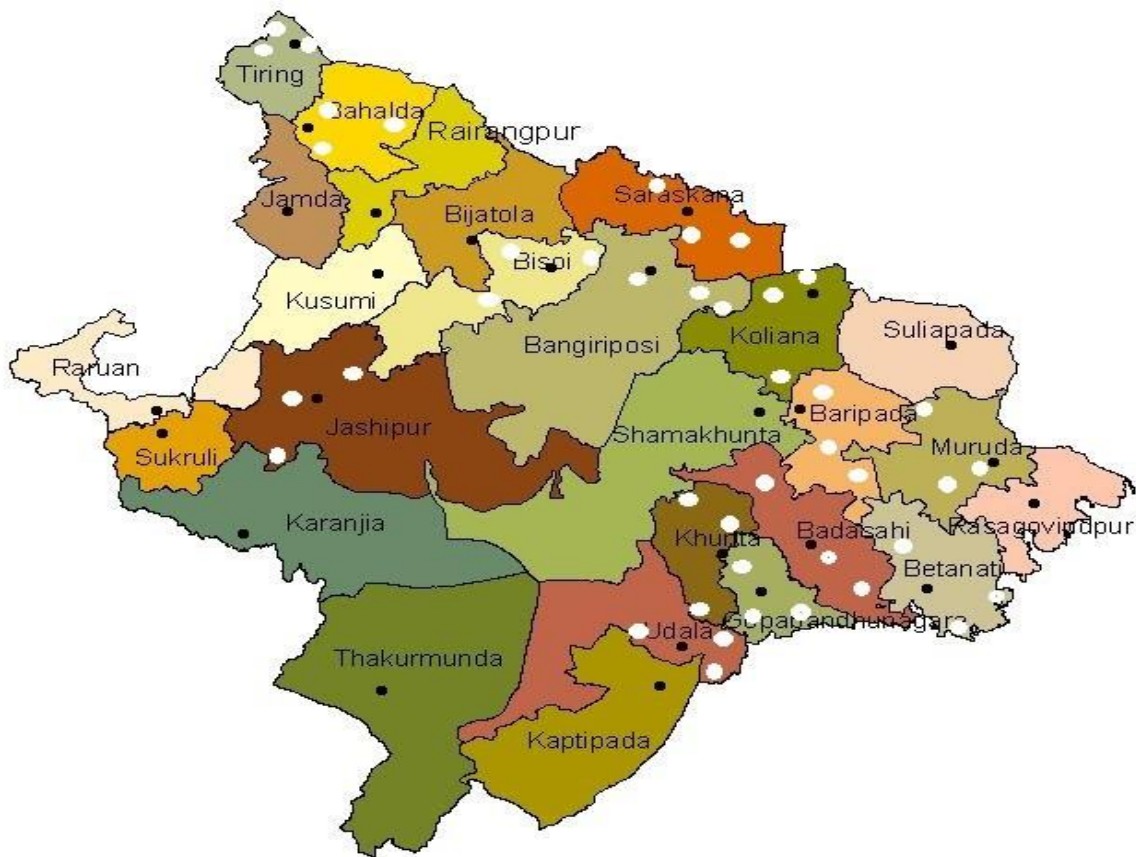 Tiring
Bahalda
Rairangpur
Jamda
Saraskana
Bijatola
Bisoi
Kusumi
Suliapada
Koliana
Bangiriposi
Raruan
Baripada
Jashipur
Shamakhunta
Muruda
Sukruli
Karanjia
Rasagovindpur
Badasahi
Khunta
Betanati
Gopabandhunagara
Udala
Thakurmunda
Kaptipada